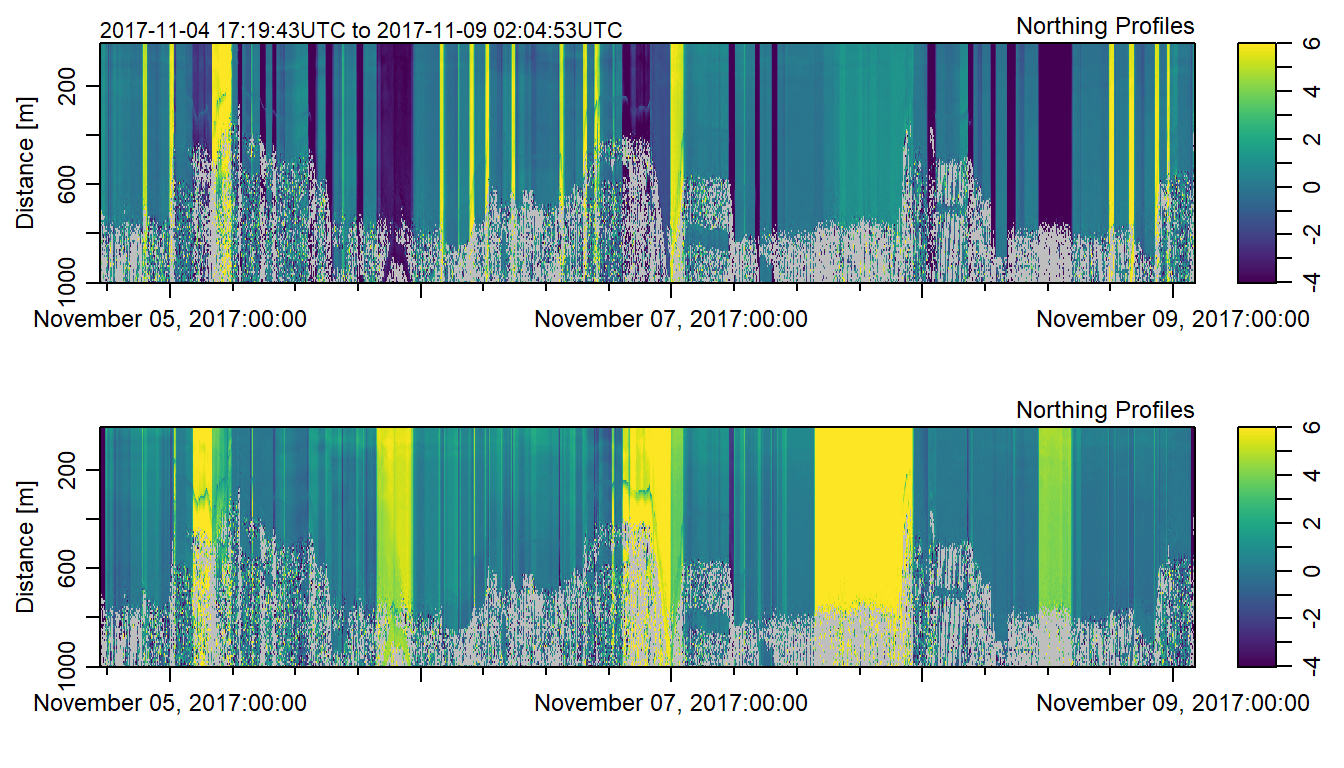 2017-11-04 17:19:43UTC to 2017-11-09 02:04:53UTC
Northing Profiles
Distance [m]
200
600
1000
November 05, 2017:00:00
November 07, 2017:00:00
November 09, 2017:00:00
6
4
2
0
-2
-4
Northing Profiles
Distance [m]
200
600
1000
November 05, 2017:00:00
November 07, 2017:00:00
November 09, 2017:00:00
6
4
2
0
-2
-4